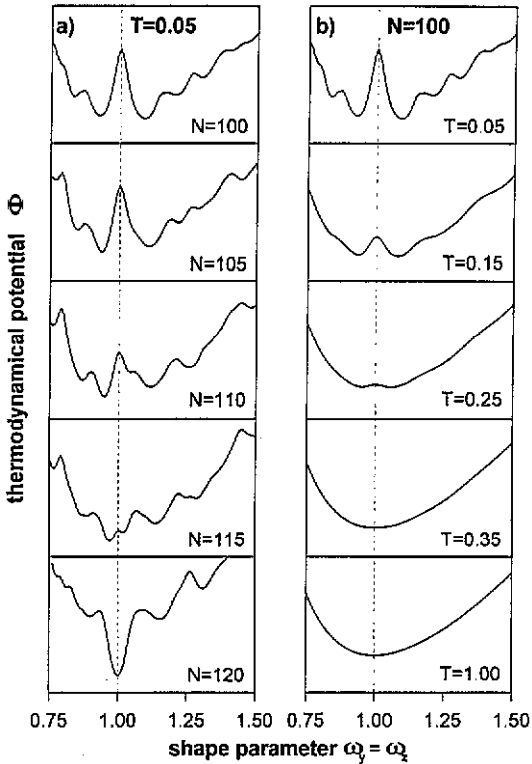 a) T=0.05
N=100
N=105
N=110
N=115
N=120
b) N=100
T=0.05
T=0.15
T=0.25
T=0.35
T=1.00
thermodynamical potential Φ
0.75 1.00 1.25 1.50
0.75 1.00 1.25 1.50
shape parameter ω_y = ω_z